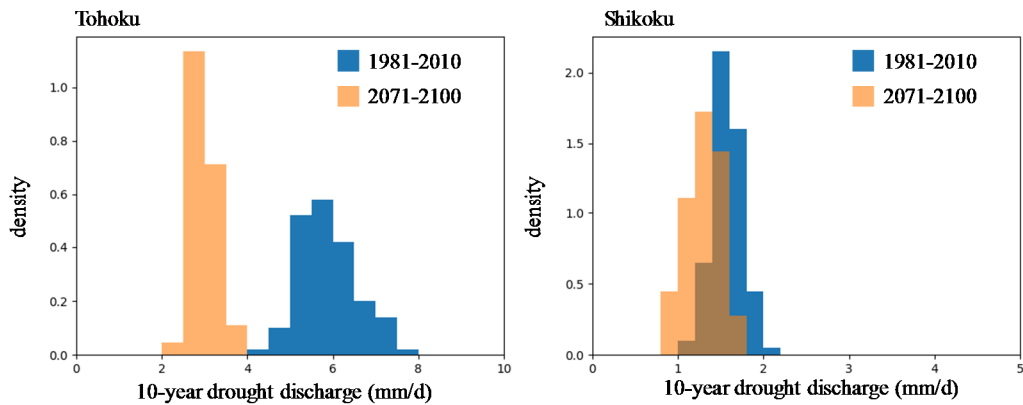 Tohoku
1981-2010
2071-2100
density
1.0
0.8
0.6
0.4
0.2
0.0
0 2 4 6 8 10
10-year drought discharge (mm/d)
Shikoku
1981-2010
2071-2100
density
2.0
1.5
1.0
0.5
0.0
0 1 2 3 4 5
10-year drought discharge (mm/d)